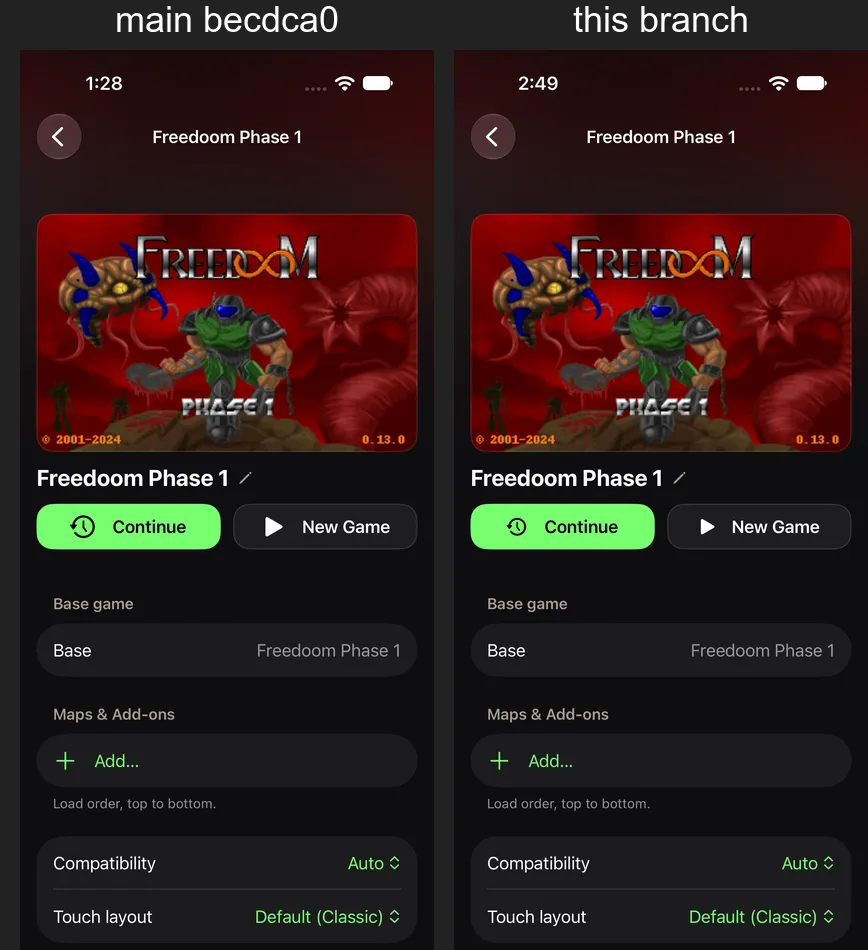 main becdca0
this branch
1:28
Freedoom Phase 1
FREEDOOM
PHASE 1
© 2001-2024
0.13.0
Freedoom Phase 1
Continue
New Game
Base game
Base
Freedoom Phase 1
Maps & Add-ons
Add...
Load order, top to bottom.
Compatibility
Auto
Touch layout
Default (Classic)
2:49
Freedoom Phase 1
FREEDOOM
PHASE 1
© 2001-2024
0.13.0
Freedoom Phase 1
Continue
New Game
Base game
Base
Freedoom Phase 1
Maps & Add-ons
Add...
Load order, top to bottom.
Compatibility
Auto
Touch layout
Default (Classic)